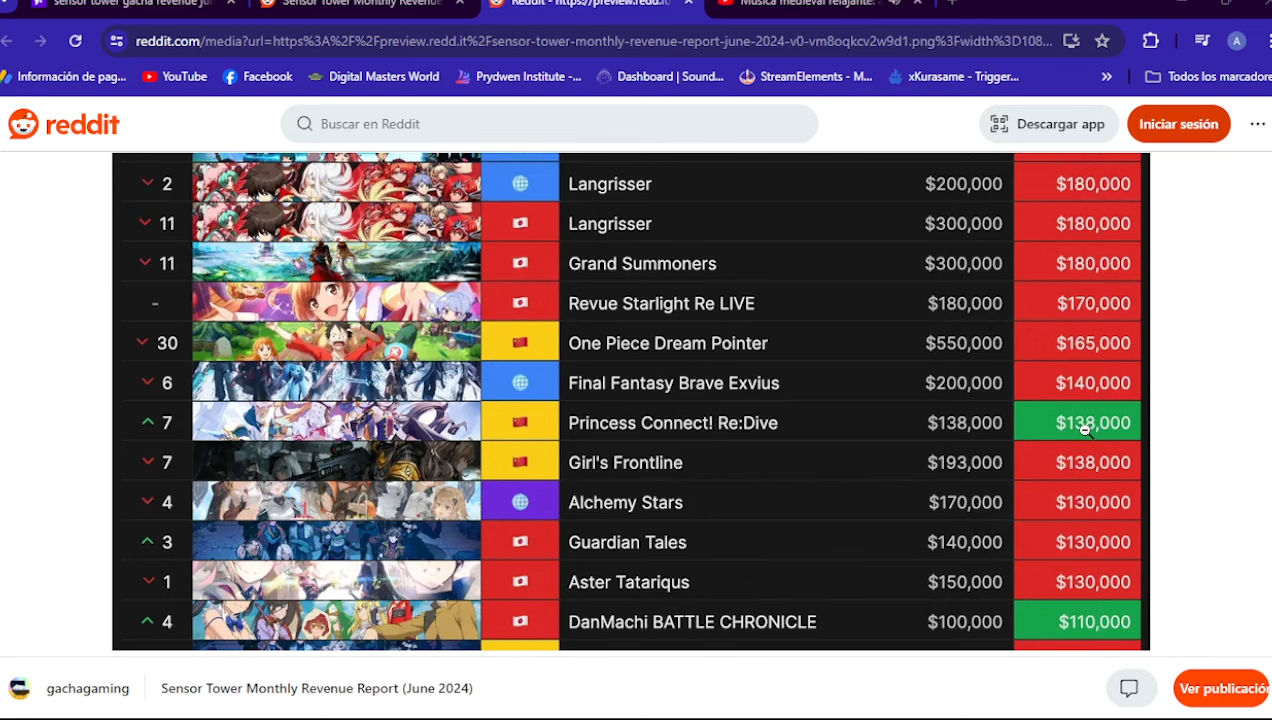 sensor tower gacha revenue ju
Sensor Tower Monthly Revenue
Reddit - https://preview.redd.it
Musica medieval relajante:
reddit.com/media?url=https%3A%2F%2Fpreview.redd.it%2Fsensor-tower-monthly-revenue-report-june-2024-v0-vm8oqkcv2w9d1.png%3Fwidth%3D108...
A
Información de pag...
YouTube
Facebook
Digital Masters World
Prydwen Institute -...
Dashboard | Sound...
StreamElements - M...
xKurasame - Trigger...
»
Todos los marcadore
reddit
Buscar en Reddit
Descargar app
Iniciar sesión
2 Langrisser $200,000 $180,000
11 Langrisser $300,000 $180,000
11 Grand Summoners $300,000 $180,000
- Revue Starlight Re LIVE $180,000 $170,000
30 One Piece Dream Pointer $550,000 $165,000
6 Final Fantasy Brave Exvius $200,000 $140,000
7 Princess Connect! Re:Dive $138,000 $138,000
7 Girl's Frontline $193,000 $138,000
4 Alchemy Stars $170,000 $130,000
3 Guardian Tales $140,000 $130,000
1 Aster Tatariqus $150,000 $130,000
4 DanMachi BATTLE CHRONICLE $100,000 $110,000
gachagaming
Sensor Tower Monthly Revenue Report (June 2024)
Ver publicación